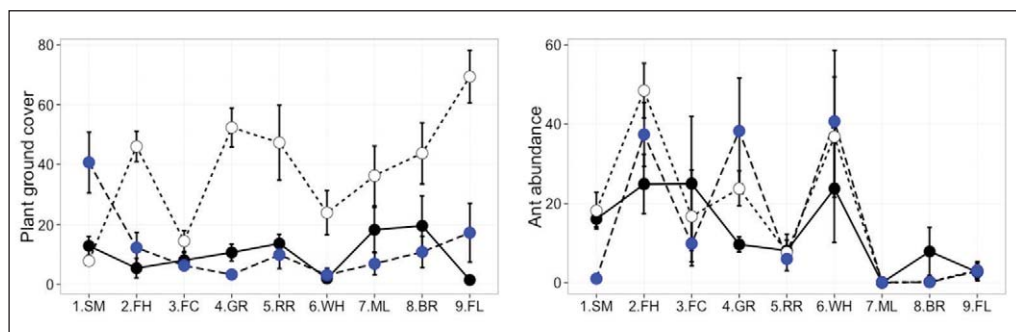 80
60
40
20
0
Plant ground cover
1.SM 2.FH 3.FC 4.GR 5.RR 6.WH 7.ML 8.BR 9.FL
60
40
20
0
Ant abundance
1.SM 2.FH 3.FC 4.GR 5.RR 6.WH 7.ML 8.BR 9.FL